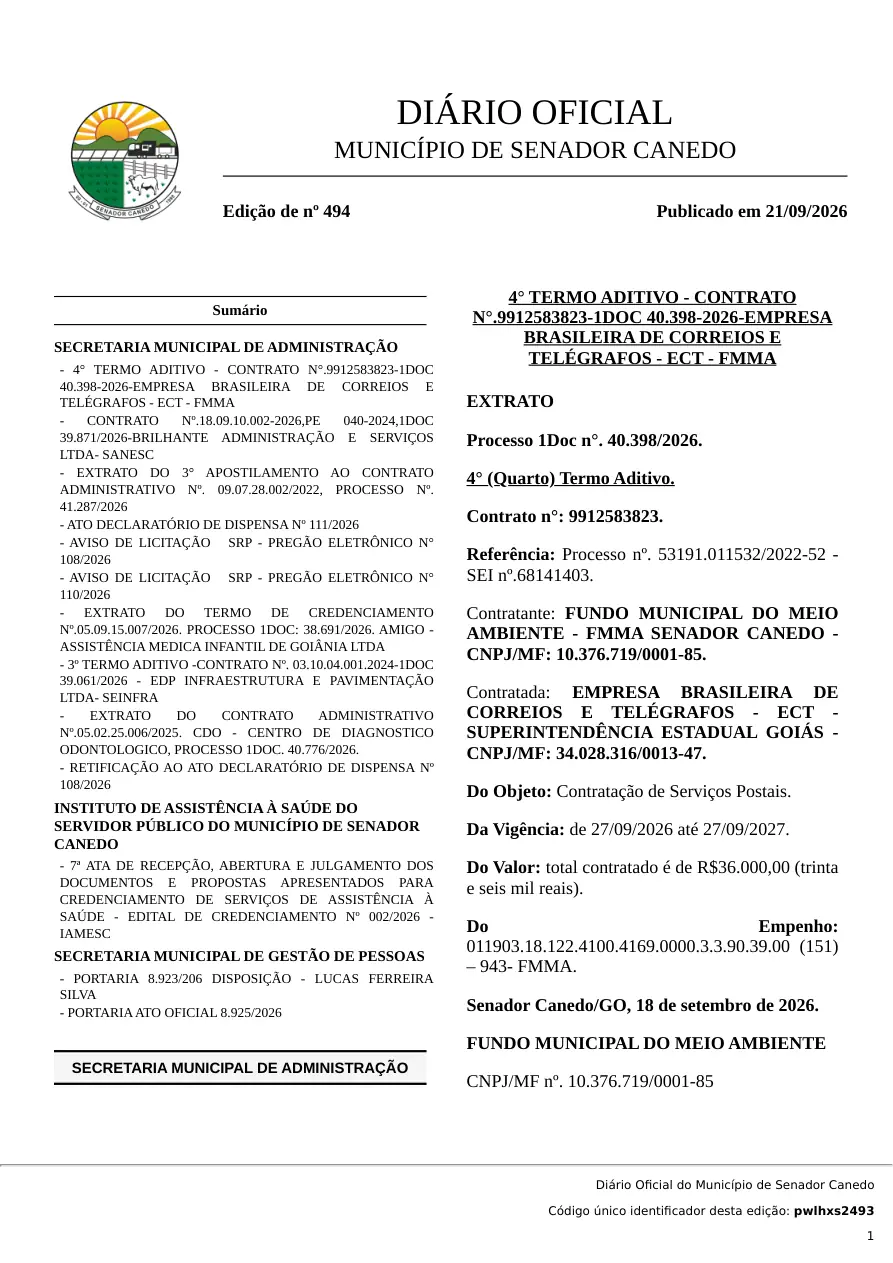 DIÁRIO OFICIAL
MUNICÍPIO DE SENADOR CANEDO
SENADOR CANEDO
Edição de nº 494
Publicado em 21/09/2026
Sumário
SECRETARIA MUNICIPAL DE ADMINISTRAÇÃO
- 4° TERMO ADITIVO - CONTRATO N°.9912583823-1DOC
40.398-2026-EMPRESA BRASILEIRA DE CORREIOS E
TELÉGRAFOS - ECT - FMMA
- CONTRATO Nº.18.09.10.002-2026,PE 040-2024,1DOC
39.871/2026-BRILHANTE ADMINISTRAÇÃO E SERVIÇOS
LTDA- SANESC
- EXTRATO DO 3° APOSTILAMENTO AO CONTRATO
ADMINISTRATIVO Nº. 09.07.28.002/2022, PROCESSO Nº.
41.287/2026
- ATO DECLARATÓRIO DE DISPENSA Nº 111/2026
- AVISO DE LICITAÇÃO SRP - PREGÃO ELETRÔNICO N°
108/2026
- AVISO DE LICITAÇÃO SRP - PREGÃO ELETRÔNICO N°
110/2026
- EXTRATO DO TERMO DE CREDENCIAMENTO
Nº.05.09.15.007/2026. PROCESSO 1DOC: 38.691/2026. AMIGO -
ASSISTÊNCIA MEDICA INFANTIL DE GOIÂNIA LTDA
- 3º TERMO ADITIVO -CONTRATO Nº. 03.10.04.001.2024-1DOC
39.061/2026 - EDP INFRAESTRUTURA E PAVIMENTAÇÃO
LTDA- SEINFRA
- EXTRATO DO CONTRATO ADMINISTRATIVO
Nº.05.02.25.006/2025. CDO - CENTRO DE DIAGNOSTICO
ODONTOLOGICO, PROCESSO 1DOC. 40.776/2026.
- RETIFICAÇÃO AO ATO DECLARATÓRIO DE DISPENSA Nº
108/2026
INSTITUTO DE ASSISTÊNCIA À SAÚDE DO
SERVIDOR PÚBLICO DO MUNICÍPIO DE SENADOR
CANEDO
- 7ª ATA DE RECEPÇÃO, ABERTURA E JULGAMENTO DOS
DOCUMENTOS E PROPOSTAS APRESENTADOS PARA
CREDENCIAMENTO DE SERVIÇOS DE ASSISTÊNCIA À
SAÚDE - EDITAL DE CREDENCIAMENTO Nº 002/2026 -
IAMESC
SECRETARIA MUNICIPAL DE GESTÃO DE PESSOAS
- PORTARIA 8.923/206 DISPOSIÇÃO - LUCAS FERREIRA
SILVA
- PORTARIA ATO OFICIAL 8.925/2026
SECRETARIA MUNICIPAL DE ADMINISTRAÇÃO
4° TERMO ADITIVO - CONTRATO
N°.9912583823-1DOC 40.398-2026-EMPRESA
BRASILEIRA DE CORREIOS E
TELÉGRAFOS - ECT - FMMA
EXTRATO
Processo 1Doc n°. 40.398/2026.
4° (Quarto) Termo Aditivo.
Contrato n°: 9912583823.
Referência: Processo nº. 53191.011532/2022-52 -
SEI nº.68141403.
Contratante: FUNDO MUNICIPAL DO MEIO
AMBIENTE - FMMA SENADOR CANEDO -
CNPJ/MF: 10.376.719/0001-85.
Contratada: EMPRESA BRASILEIRA DE
CORREIOS E TELÉGRAFOS - ECT -
SUPERINTENDÊNCIA ESTADUAL GOIÁS -
CNPJ/MF: 34.028.316/0013-47.
Do Objeto: Contratação de Serviços Postais.
Da Vigência: de 27/09/2026 até 27/09/2027.
Do Valor: total contratado é de R$36.000,00 (trinta
e seis mil reais).
Do Empenho:
011903.18.122.4100.4169.0000.3.3.90.39.00 (151)
– 943- FMMA.
Senador Canedo/GO, 18 de setembro de 2026.
FUNDO MUNICIPAL DO MEIO AMBIENTE
CNPJ/MF nº. 10.376.719/0001-85
Diário Oficial do Município de Senador Canedo
Código único identificador desta edição: pwlhxs2493
1